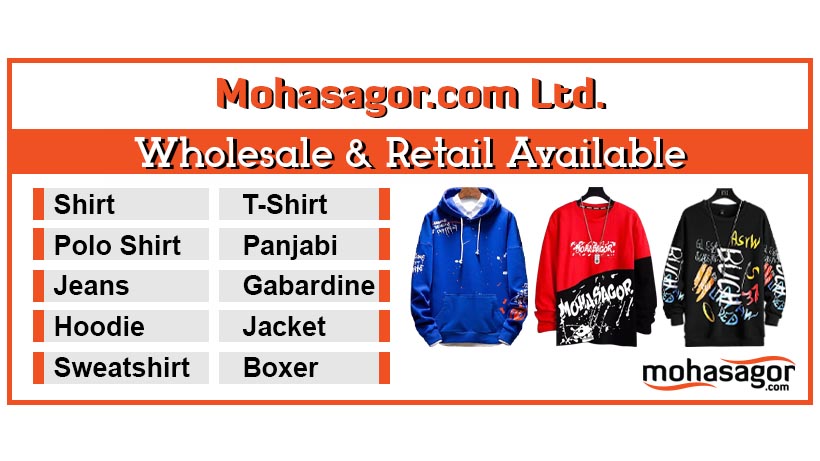 Mohasagor.com Ltd.
Wholesale & Retail Available
Shirt
T-Shirt
Polo Shirt
Panjabi
Jeans
Gabardine
Hoodie
Jacket
Sweatshirt
Boxer
MOHASAGOR
MOHASAGOR
mohasagor
.com